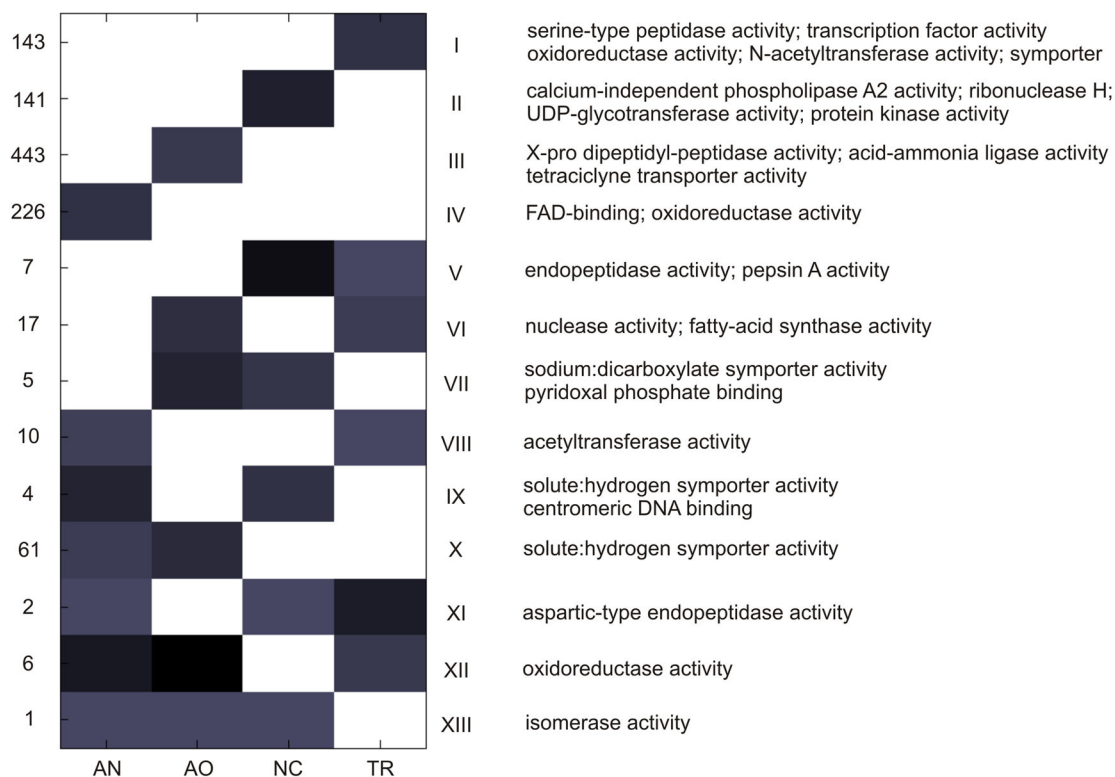 143 I serine-type peptidase activity; transcription factor activity
oxidoreductase activity; N-acetyltransferase activity; symporter
141 II calcium-independent phospholipase A2 activity; ribonuclease H;
UDP-glycotransferase activity; protein kinase activity
443 III X-pro dipeptidyl-peptidase activity; acid-ammonia ligase activity
tetraciclyne transporter activity
226 IV FAD-binding; oxidoreductase activity
7 V endopeptidase activity; pepsin A activity
17 VI nuclease activity; fatty-acid synthase activity
5 VII sodium:dicarboxylate symporter activity
pyridoxal phosphate binding
10 VIII acetyltransferase activity
4 IX solute:hydrogen symporter activity
centromeric DNA binding
61 X solute:hydrogen symporter activity
2 XI aspartic-type endopeptidase activity
6 XII oxidoreductase activity
1 XIII isomerase activity
AN AO NC TR